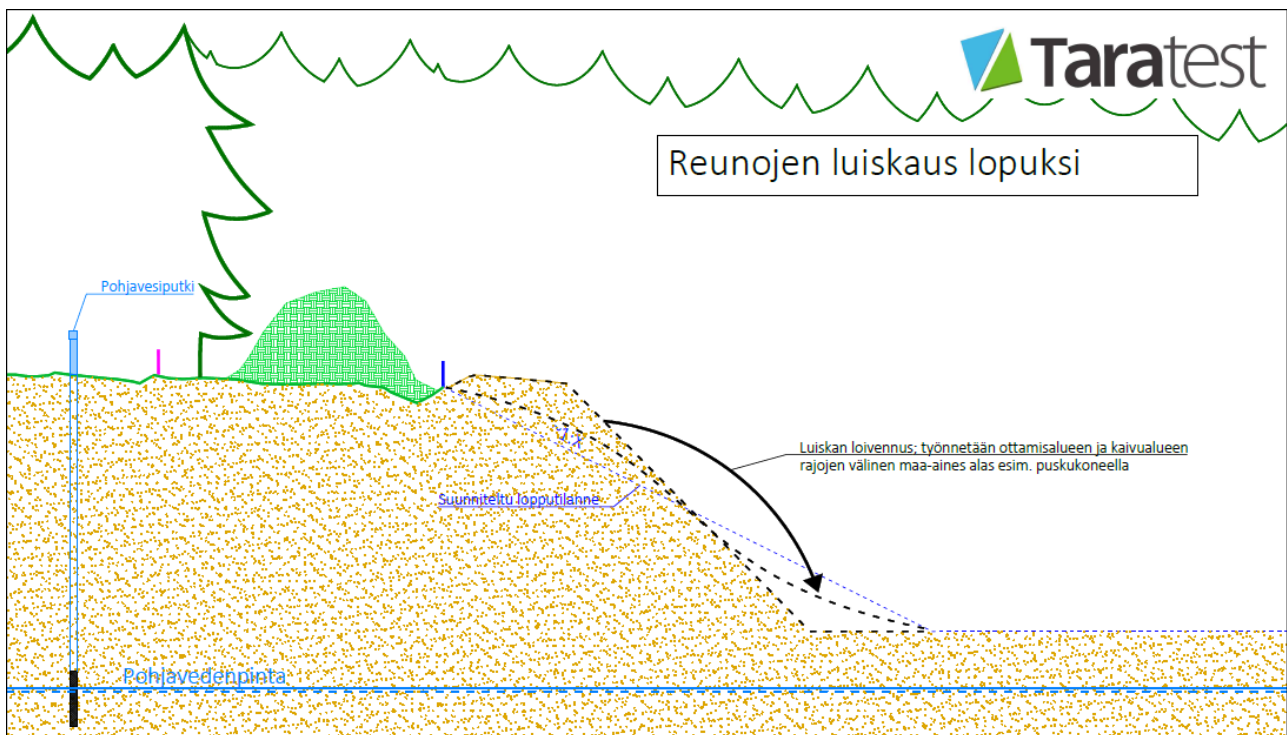 Taratest
Reunojen luiskaus lopuksi
Pohjavesiputki
Luiskan loivennus; työnnetään ottamisalueen ja kaivualueen
rajojen välinen maa-aines alas esim. puskukoneella
Suunniteltu lopputilanne
Pohjavedenpinta